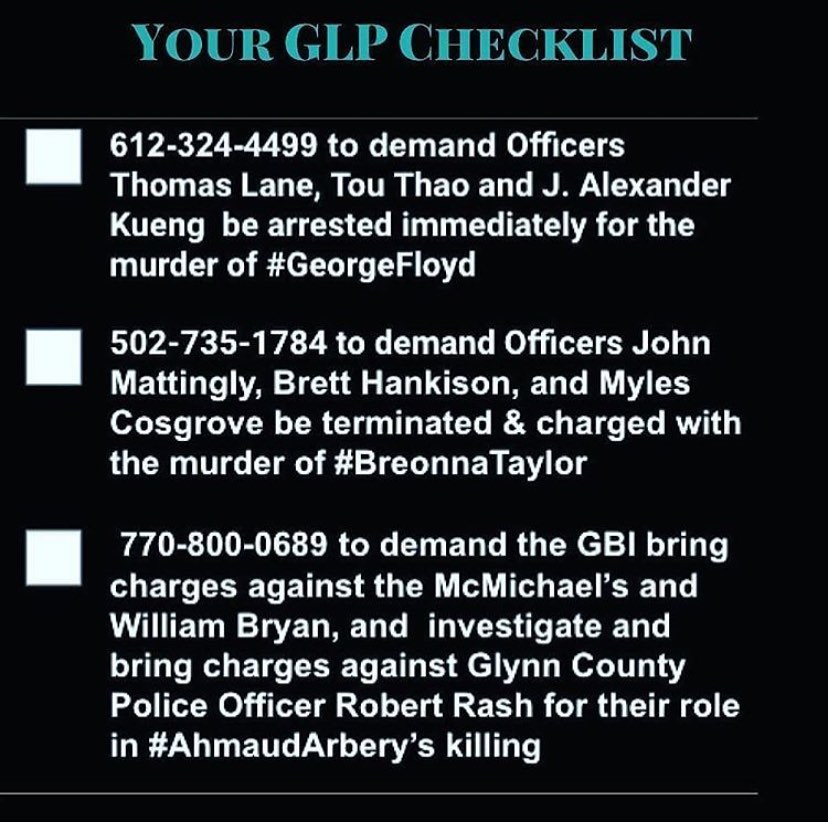 YOUR GLP CHECKLIST
612-324-4499 to demand Officers
Thomas Lane, Tou Thao and J. Alexander
Kueng be arrested immediately for the
murder of #GeorgeFloyd
502-735-1784 to demand Officers John
Mattingly, Brett Hankison, and Myles
Cosgrove be terminated & charged with
the murder of #BreonnaTaylor
770-800-0689 to demand the GBI bring
charges against the McMichael's and
William Bryan, and investigate and
bring charges against Glynn County
Police Officer Robert Rash for their role
in #AhmaudArbery's killing